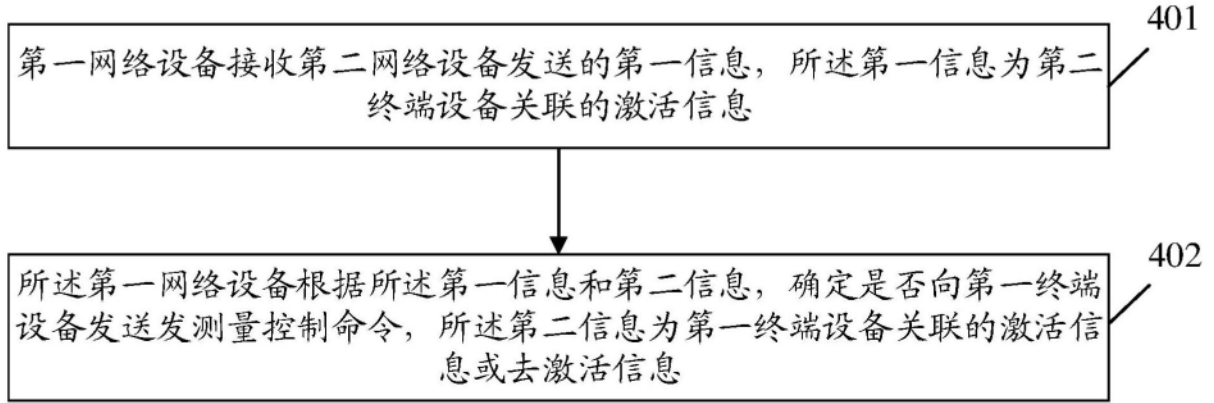 401
第一网络设备接收第二网络设备发送的第一信息，所述第一信息为第二
终端设备关联的激活信息
402
所述第一网络设备根据所述第一信息和第二信息，确定是否向第一终端
设备发送发测量控制命令，所述第二信息为第一终端设备关联的激活信
息或去激活信息